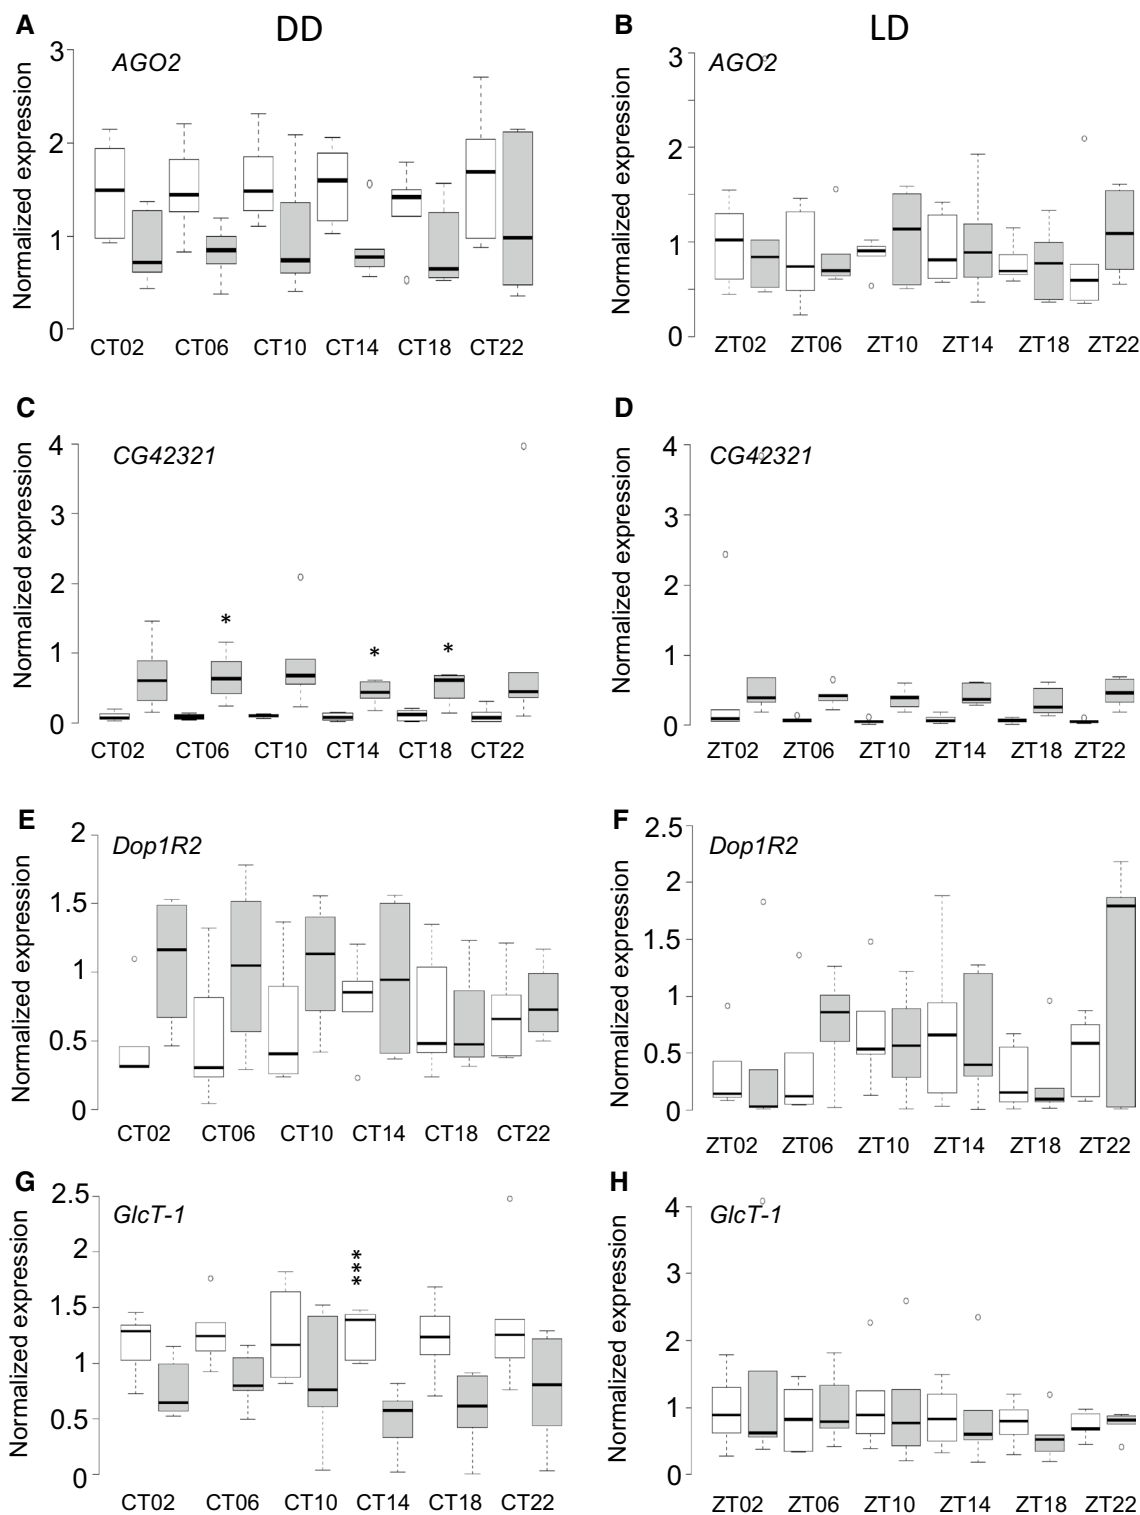 A DD
AGO2
Normalized expression
3
2
1
0
CT02 CT06 CT10 CT14 CT18 CT22
B LD
AGO2
Normalized expression
3
2
1
0
ZT02 ZT06 ZT10 ZT14 ZT18 ZT22
C
CG42321
Normalized expression
4
3
2
1
0
* * *
CT02 CT06 CT10 CT14 CT18 CT22
D
CG42321
Normalized expression
4
3
2
1
0
ZT02 ZT06 ZT10 ZT14 ZT18 ZT22
E
Dop1R2
Normalized expression
2
1.5
1
0.5
0
CT02 CT06 CT10 CT14 CT18 CT22
F
Dop1R2
Normalized expression
2.5
2
1.5
1
0.5
0
ZT02 ZT06 ZT10 ZT14 ZT18 ZT22
G
GlcT-1
Normalized expression
2.5
2
1.5
1
0.5
0
***
CT02 CT06 CT10 CT14 CT18 CT22
H
GlcT-1
Normalized expression
4
3
2
1
0
ZT02 ZT06 ZT10 ZT14 ZT18 ZT22